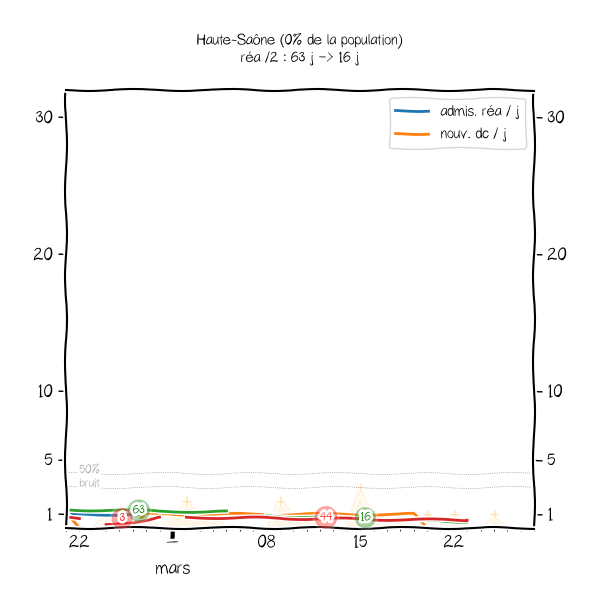 Haute-Saône (0% de la population)
réa /2 : 63 j -> 16 j
admis. réa / j
nouv. dc / j
30 30
20 20
10 10
5 5
50%
bruit
1 1
3 63 44 16
22 1 08 15 22
mars